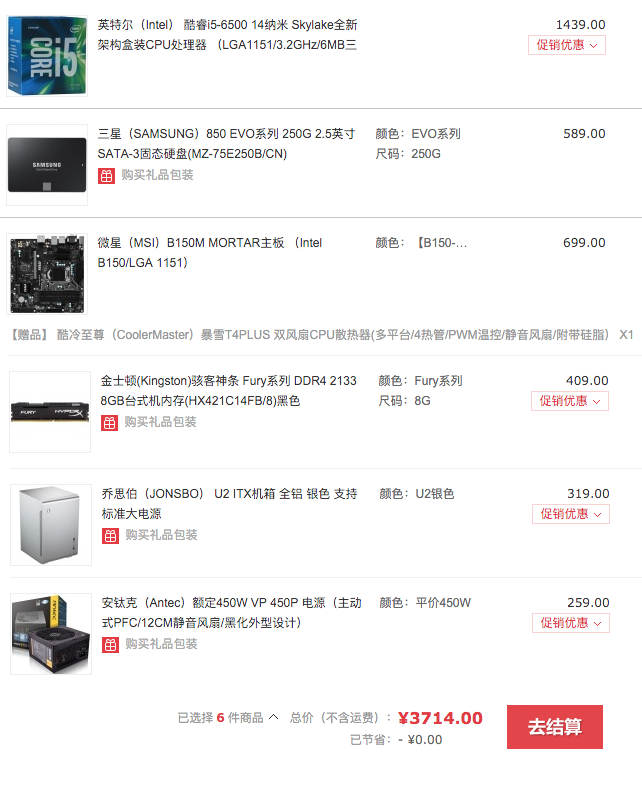 英特尔（Intel） 酷睿i5-6500 14纳米 Skylake全新
架构盒装CPU处理器 （LGA1151/3.2GHz/6MB三
1439.00
促销优惠
CORE i5
三星（SAMSUNG）850 EVO系列 250G 2.5英寸
SATA-3固态硬盘(MZ-75E250B/CN)
购买礼品包装
颜色：EVO系列
尺码：250G
589.00
SAMSUNG
微星（MSI）B150M MORTAR主板 （Intel
B150/LGA 1151）
颜色：【B150-...
699.00
【赠品】 酷冷至尊（CoolerMaster）暴雪T4PLUS 双风扇CPU散热器(多平台/4热管/PWM温控/静音风扇/附带硅脂） X1
金士顿(Kingston)骇客神条 Fury系列 DDR4 2133
8GB台式机内存(HX421C14FB/8)黑色
购买礼品包装
颜色：Fury系列
尺码：8G
409.00
促销优惠
FURY HYPERX
乔思伯（JONSBO） U2 ITX机箱 全铝 银色 支持
标准大电源
购买礼品包装
颜色：U2银色
319.00
促销优惠
安钛克（Antec）额定450W VP 450P 电源（主动
式PFC/12CM静音风扇/黑化外型设计）
购买礼品包装
颜色：平价450W
259.00
促销优惠
已选择 6 件商品 总价（不含运费）： ¥3714.00
已节省：- ¥0.00
去结算